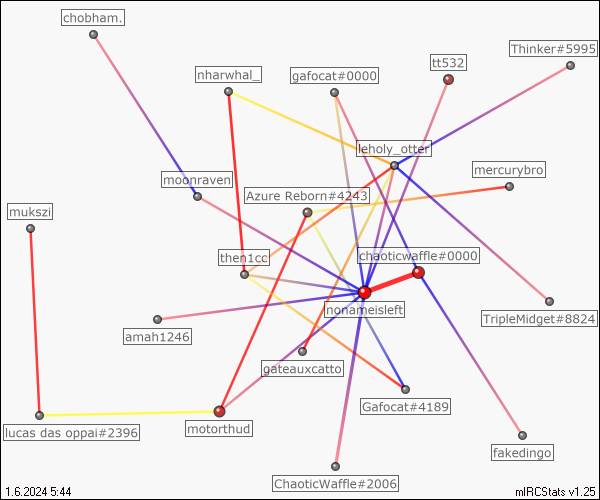 chobham.
Thinker#5995
tt532
nharwhal_
gafocat#0000
leholy_otter
mercurybro
moonraven
Azure Reborn#4243
mukszi
then1cc
chaoticwaffle#0000
nonameisleft
TripleMidget#8824
amah1246
gateauxcatto
Gafocat#4189
lucas das oppai#2396
motorthud
fakedingo
ChaoticWaffle#2006
1.6.2024 5:44
mIRCStats v1.25